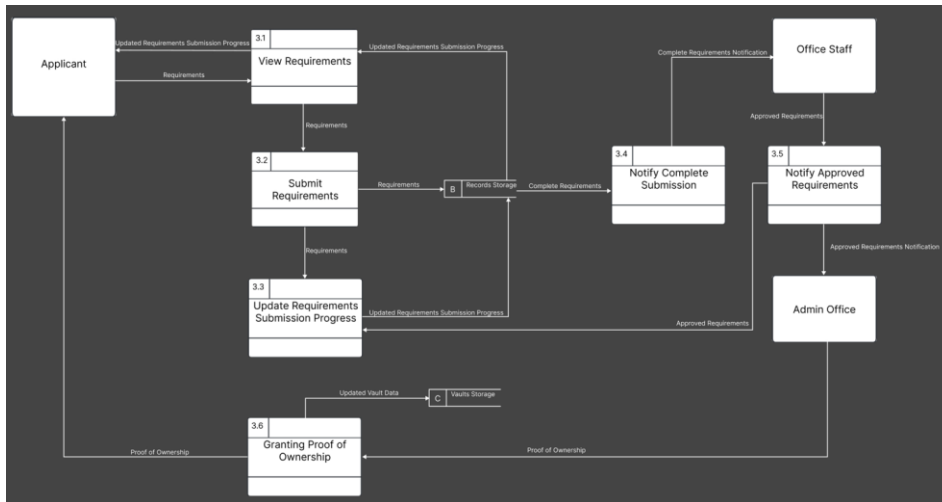 Applicant
Updated Requirements Submission Progress
Requirements
3.1
View Requirements
Updated Requirements Submission Progress
Complete Requirements Notification
Office Staff
Requirements
Approved Requirements
3.2
Submit
Requirements
Requirements
B
Records Storage
Complete Requirements
3.4
Notify Complete
Submission
3.5
Notify Approved
Requirements
Requirements
Approved Requirements Notification
3.3
Update Requirements
Submission Progress
Updated Requirements Submission Progress
Approved Requirements
Admin Office
Updated Vault Data
C
Vaults Storage
3.6
Granting Proof of
Ownership
Proof of Ownership
Proof of Ownership